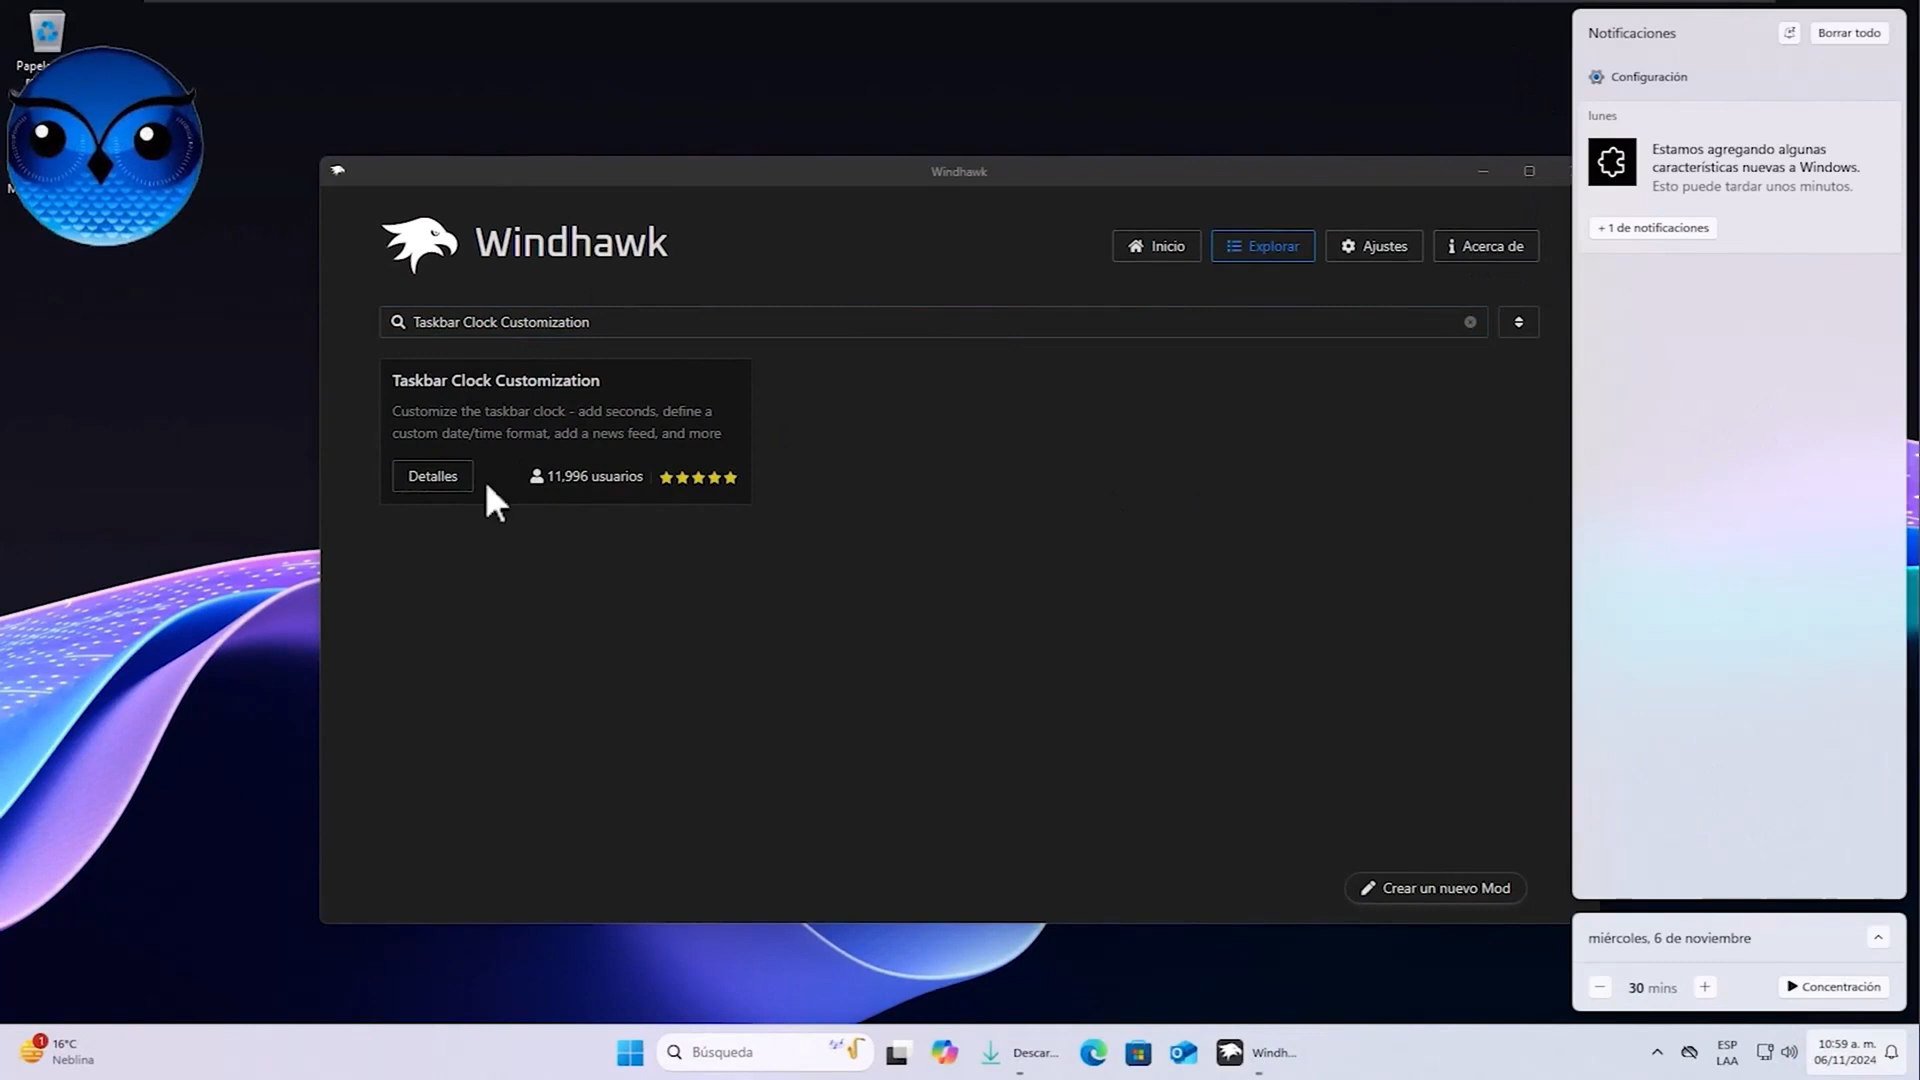 Papel
Windhawk
Windhawk
Inicio
Explorar
Ajustes
Acerca de
Taskbar Clock Customization
Taskbar Clock Customization
Customize the taskbar clock - add seconds, define a
custom date/time format, add a news feed, and more
Detalles
11,996 usuarios
Crear un nuevo Mod
Notificaciones
Borrar todo
Configuración
lunes
Estamos agregando algunas
características nuevas a Windows.
Esto puede tardar unos minutos.
+ 1 de notificaciones
miércoles, 6 de noviembre
30 mins
Concentración
1
16°C
Neblina
Búsqueda
Descar...
Windh...
ESP
LAA
10:59 a. m.
06/11/2024